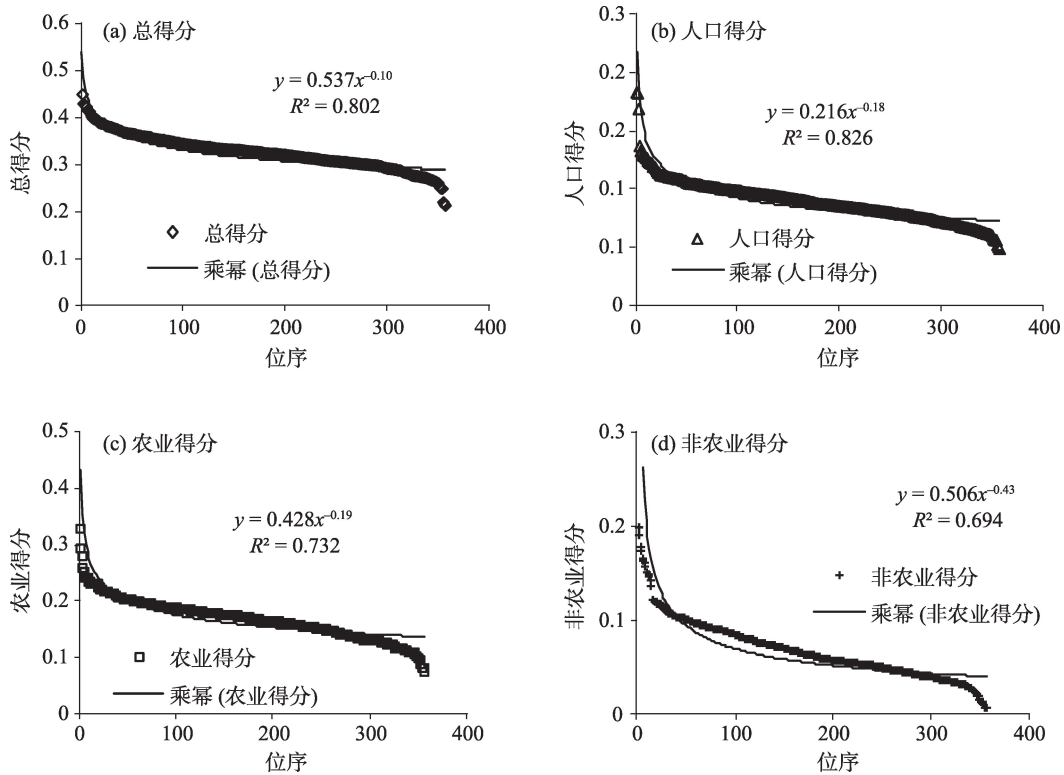 (a) 总得分
y = 0.537x^–0.10
R² = 0.802
总得分
0.6
0.5
0.4
0.3
0.2
0.1
0
总得分
乘幂 (总得分)
0 100 200 300 400
位序
(b) 人口得分
y = 0.216x^–0.18
R² = 0.826
人口得分
0.3
0.2
0.2
0.1
0.1
0
人口得分
乘幂 (人口得分)
0 100 200 300 400
位序
(c) 农业得分
y = 0.428x^–0.19
R² = 0.732
农业得分
0.5
0.4
0.3
0.2
0.1
0
农业得分
乘幂 (农业得分)
0 100 200 300 400
位序
(d) 非农业得分
y = 0.506x^–0.43
R² = 0.694
非农业得分
0.3
0.2
0.1
0
非农业得分
乘幂 (非农业得分)
0 100 200 300 400
位序